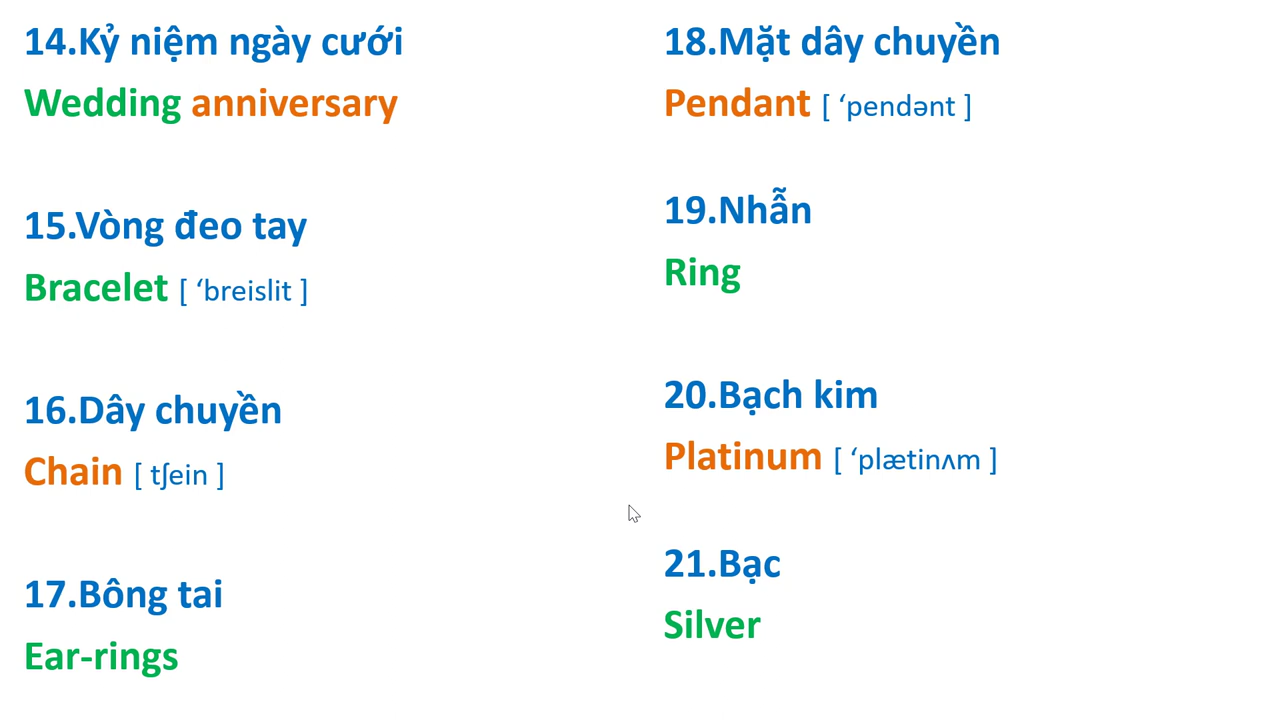 14.Kỷ niệm ngày cưới
Wedding anniversary
15.Vòng đeo tay
Bracelet [ ‘breislit ]
16.Dây chuyền
Chain [ tʃein ]
17.Bông tai
Ear-rings
18.Mặt dây chuyền
Pendant [ ‘pendənt ]
19.Nhẫn
Ring
20.Bạch kim
Platinum [ ‘plætinʌm ]
21.Bạc
Silver